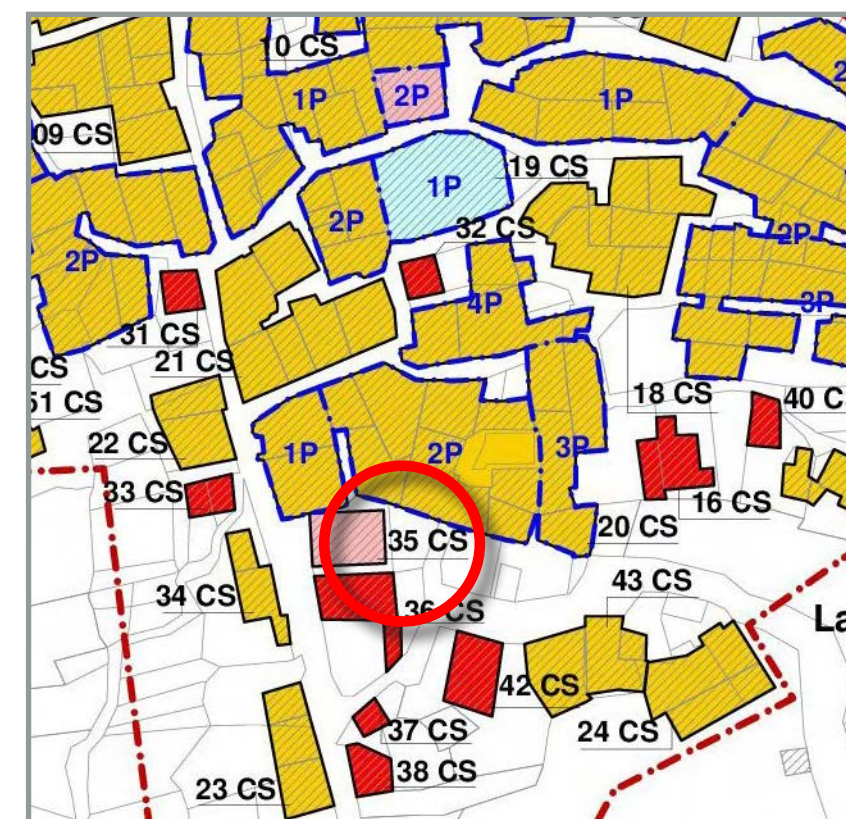 10 CS
2P
1P
2P
1P
09 CS
19 CS
1P
2P
32 CS
2P
2P
4P
3P
31 CS
21 CS
CS
18 CS
51 CS
40 C
22 CS
1P
2P
3P
33 CS
16 CS
35 CS
20 CS
34 CS
36 CS
43 CS
La
42 CS
37 CS
24 CS
38 CS
23 CS